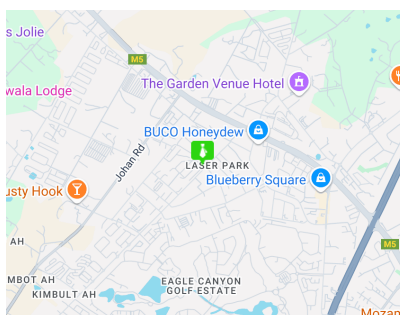 s Jolie
M5
The Garden Venue Hotel
wala Lodge
BUCO Honeydew
Johan Rd
LASER PARK
Blueberry Square
usty Hook
AH
M5
MBOT AH
EAGLE CANYON
GOLF ESTATE
KIMBULT AH
Mozan